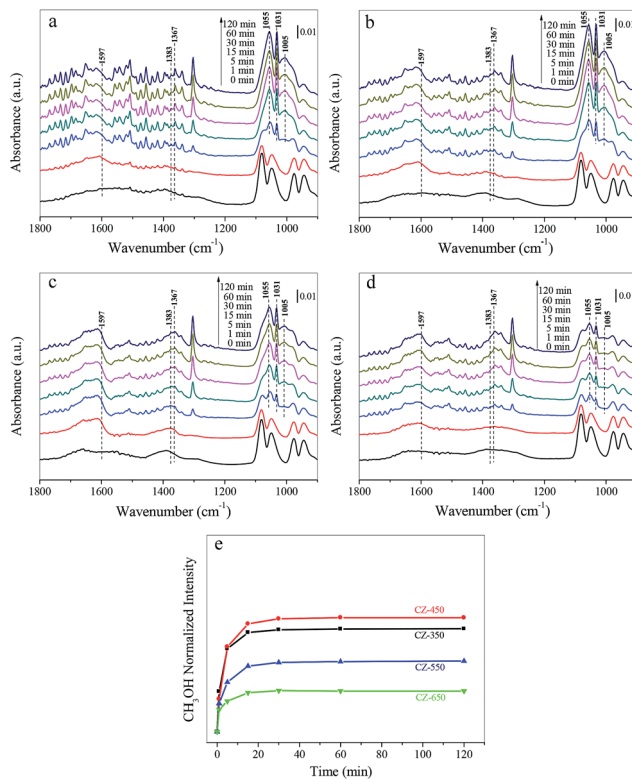 a
120 min
60 min
30 min
15 min
5 min
1 min
0 min
1597
1383
1367
1055
1031
1005
0.01
Absorbance (a.u.)
1800 1600 1400 1200 1000
Wavenumber (cm-1)
b
120 min
60 min
30 min
15 min
5 min
1 min
0 min
1597
1383
1367
1055
1031
1005
0.01
Absorbance (a.u.)
1800 1600 1400 1200 1000
Wavenumber (cm-1)
c
120 min
60 min
30 min
15 min
5 min
1 min
0 min
1597
1383
1367
1055
1031
1005
0.01
Absorbance (a.u.)
1800 1600 1400 1200 1000
Wavenumber (cm-1)
d
120 min
60 min
30 min
15 min
5 min
1 min
0 min
1597
1383
1367
1055
1031
1005
Absorbance (a.u.)
1800 1600 1400 1200 1000
Wavenumber (cm-1)
e
CH3OH Normalized Intensity
CZ-450
CZ-350
CZ-550
CZ-650
0 20 40 60 80 100 120
Time (min)